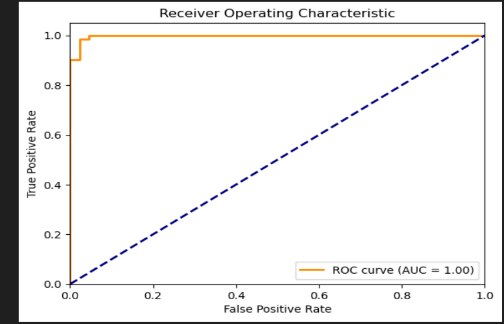 Receiver Operating Characteristic
True Positive Rate
1.0
0.8
0.6
0.4
0.2
0.0
ROC curve (AUC = 1.00)
0.0 0.2 0.4 0.6 0.8 1.0
False Positive Rate